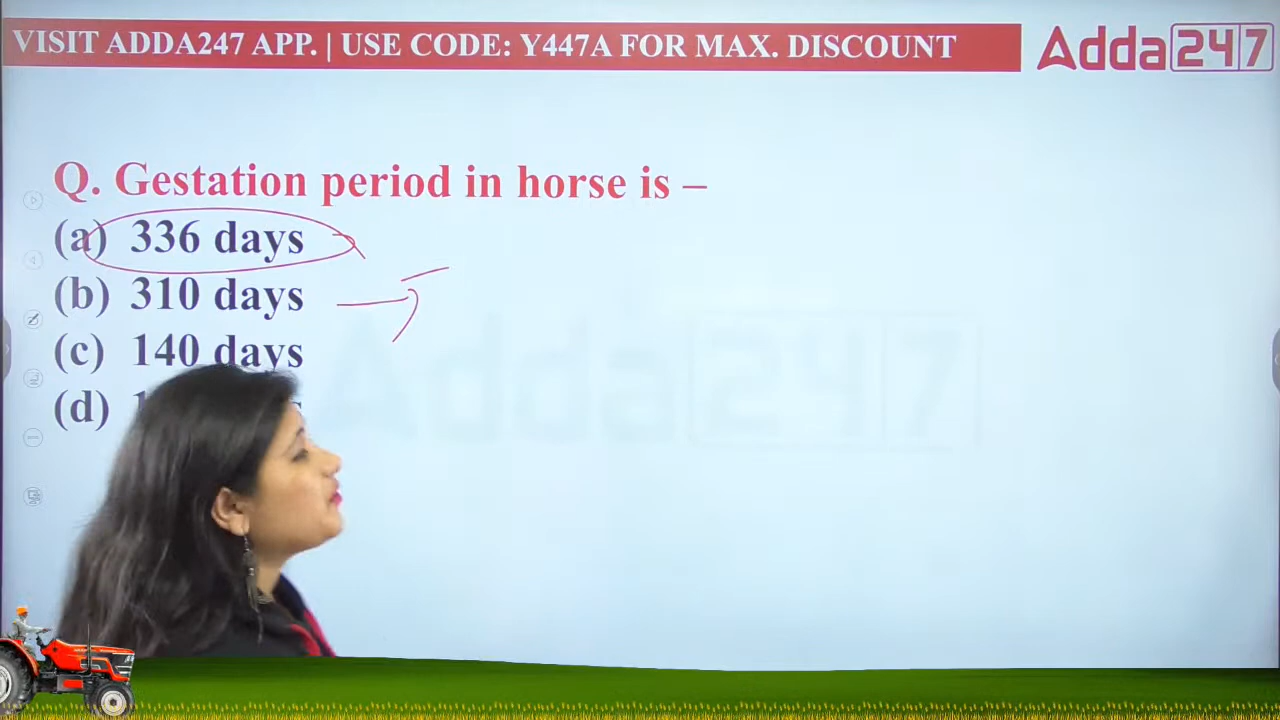 VISIT ADDA247 APP. | USE CODE: Y447A FOR MAX. DISCOUNT
Adda247
Q. Gestation period in horse is –
(a) 336 days
(b) 310 days
(c) 140 days
(d)
Adda247